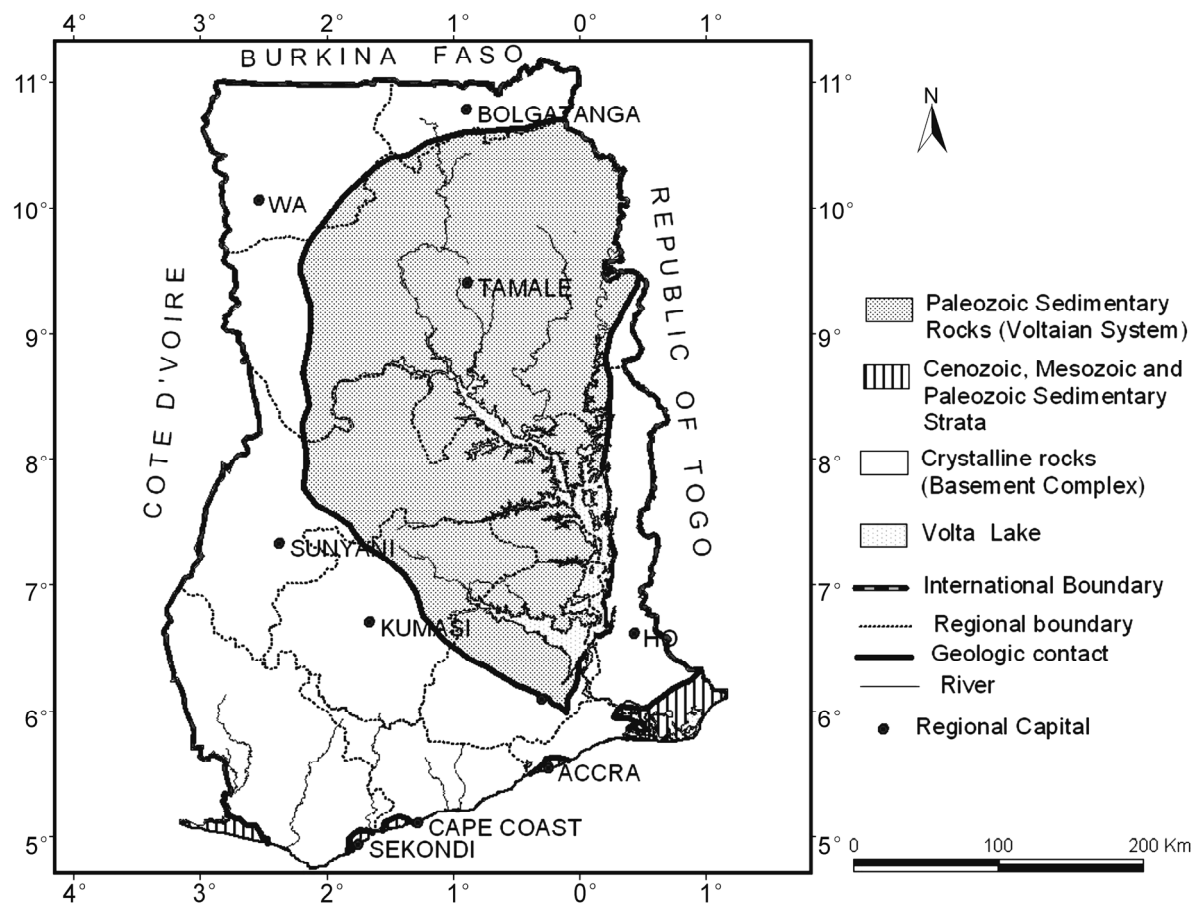 4° 3° 2° 1° 0° 1°
BURKINA FASO
11° 11°
BOLGATANGA
N
10° 10°
WA
REPUBLIC OF TOGO
TAMALE
COTE D'VOIRE
9° 9°
8° 8°
SUNYANI
7° 7°
KUMASI
HO
6° 6°
ACCRA
CAPE COAST
5° 5°
SEKONDI
4° 3° 2° 1° 0° 1°
Paleozoic Sedimentary
Rocks (Voltaian System)
Cenozoic, Mesozoic and
Paleozoic Sedimentary
Strata
Crystalline rocks
(Basement Complex)
Volta Lake
International Boundary
Regional boundary
Geologic contact
River
Regional Capital
0 100 200 Km